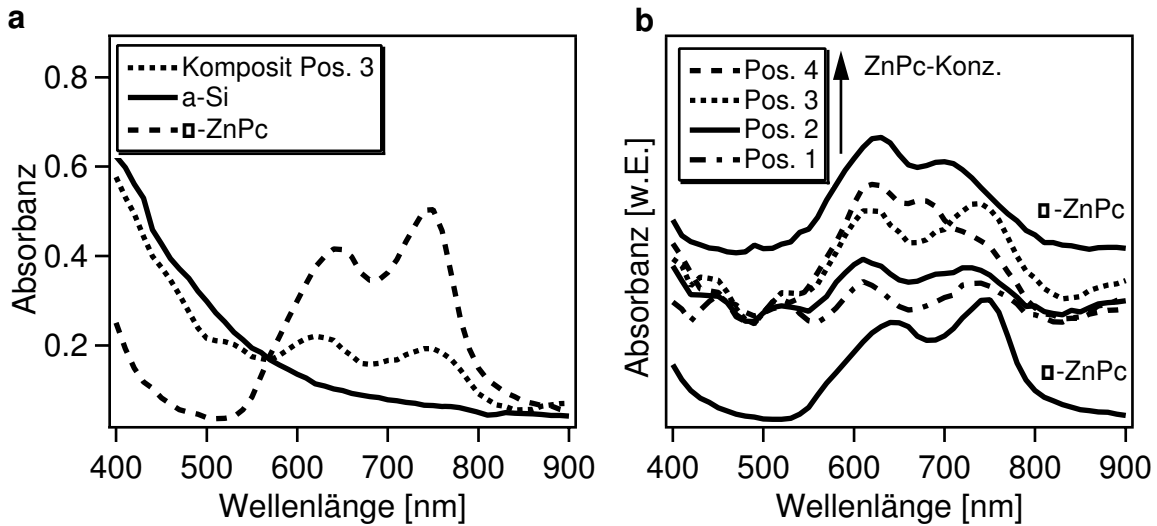 a
Komposit Pos. 3
a-Si
-ZnPc
0.8
0.6
0.4
0.2
Absorbanz
400 500 600 700 800 900
Wellenlänge [nm]
b
Pos. 4
Pos. 3
Pos. 2
Pos. 1
ZnPc-Konz.
-ZnPc
-ZnPc
Absorbanz [w.E.]
400 500 600 700 800 900
Wellenlänge [nm]